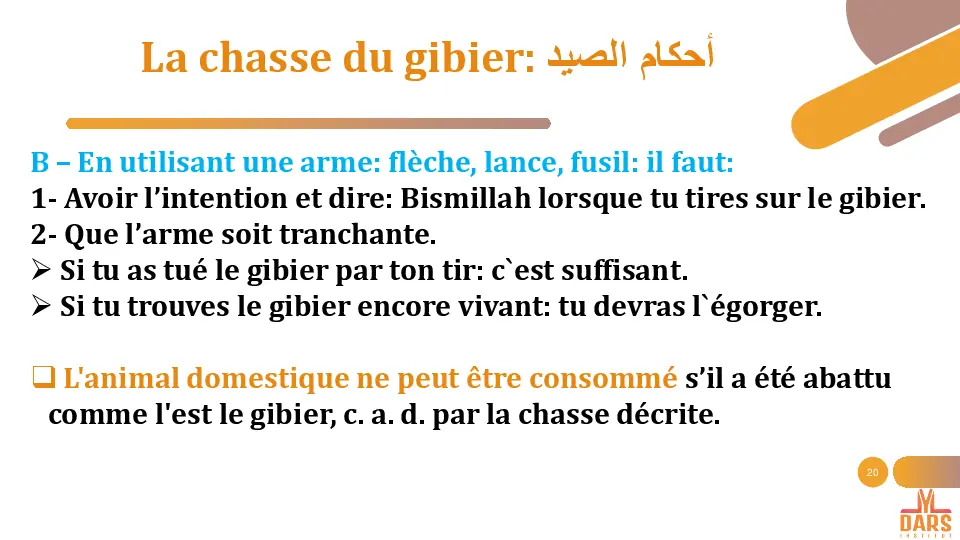 La chasse du gibier: أحكام الصيد
B – En utilisant une arme: flèche, lance, fusil: il faut:
1- Avoir l’intention et dire: Bismillah lorsque tu tires sur le gibier.
2- Que l’arme soit tranchante.
➢ Si tu as tué le gibier par ton tir: c`est suffisant.
➢ Si tu trouves le gibier encore vivant: tu devras l`égorger.
❑ L'animal domestique ne peut être consommé s’il a été abattu
comme l'est le gibier, c. a. d. par la chasse décrite.
20
DARS
INSTITUT